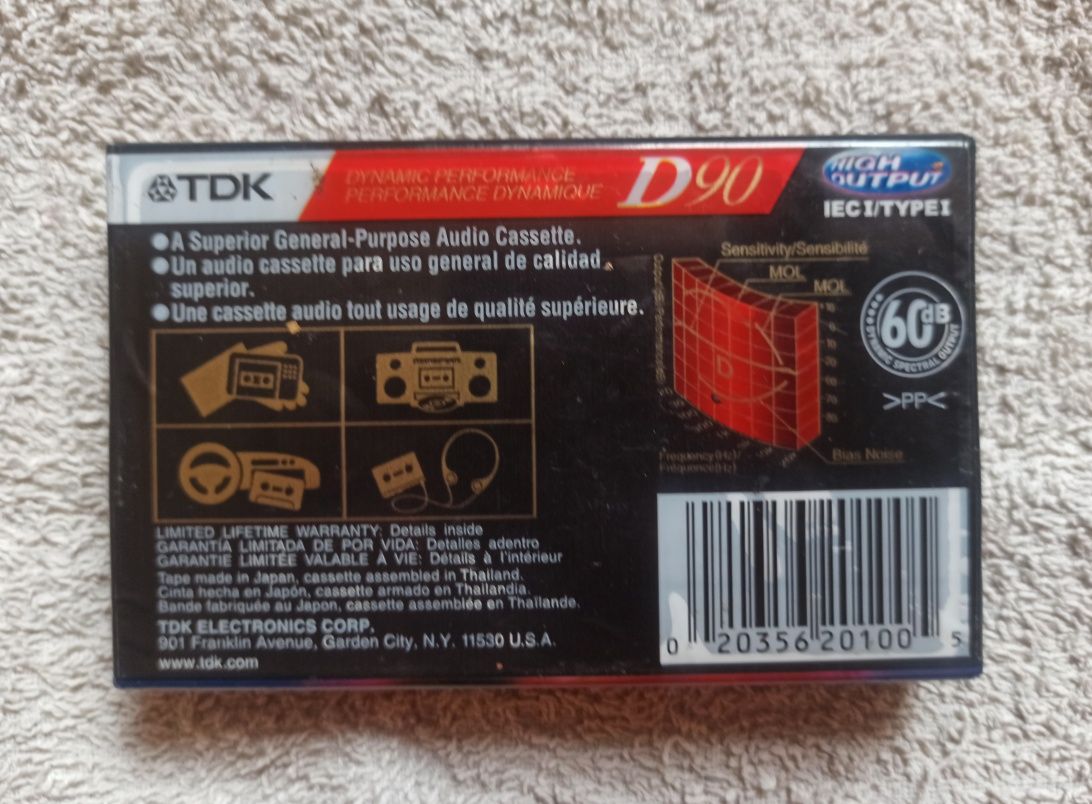 TDK
DYNAMIC PERFORMANCE
PERFORMANCE DYNAMIQUE
D90
HIGH
OUTPUT
IEC I/TYPE I
●A Superior General-Purpose Audio Cassette.
●Un audio cassette para uso general de calidad
superior.
●Une cassette audio tout usage de qualité supérieure.
Sensitivity/Sensibilité
MOL
MOL
D
Frequency(Hz)/
Fréquence(Hz)
Bias Noise
60dB
DYNAMIC SPECTRAL OUTPUT
>PP<
LIMITED LIFETIME WARRANTY: Details inside
GARANTIA LIMITADA DE POR VIDA: Detalles adentro
GARANTIE LIMITÉE VALABLE À VIE: Détails à l'intérieur
Tape made in Japan, cassette assembled in Thailand.
Cinta hecha en Japón, cassette armado en Thailandia.
Bande fabriquée au Japon, cassette assemblée en Thaïlande.
TDK ELECTRONICS CORP.
901 Franklin Avenue, Garden City, N.Y. 11530 U.S.A.
www.tdk.com
0 20356 20100 5